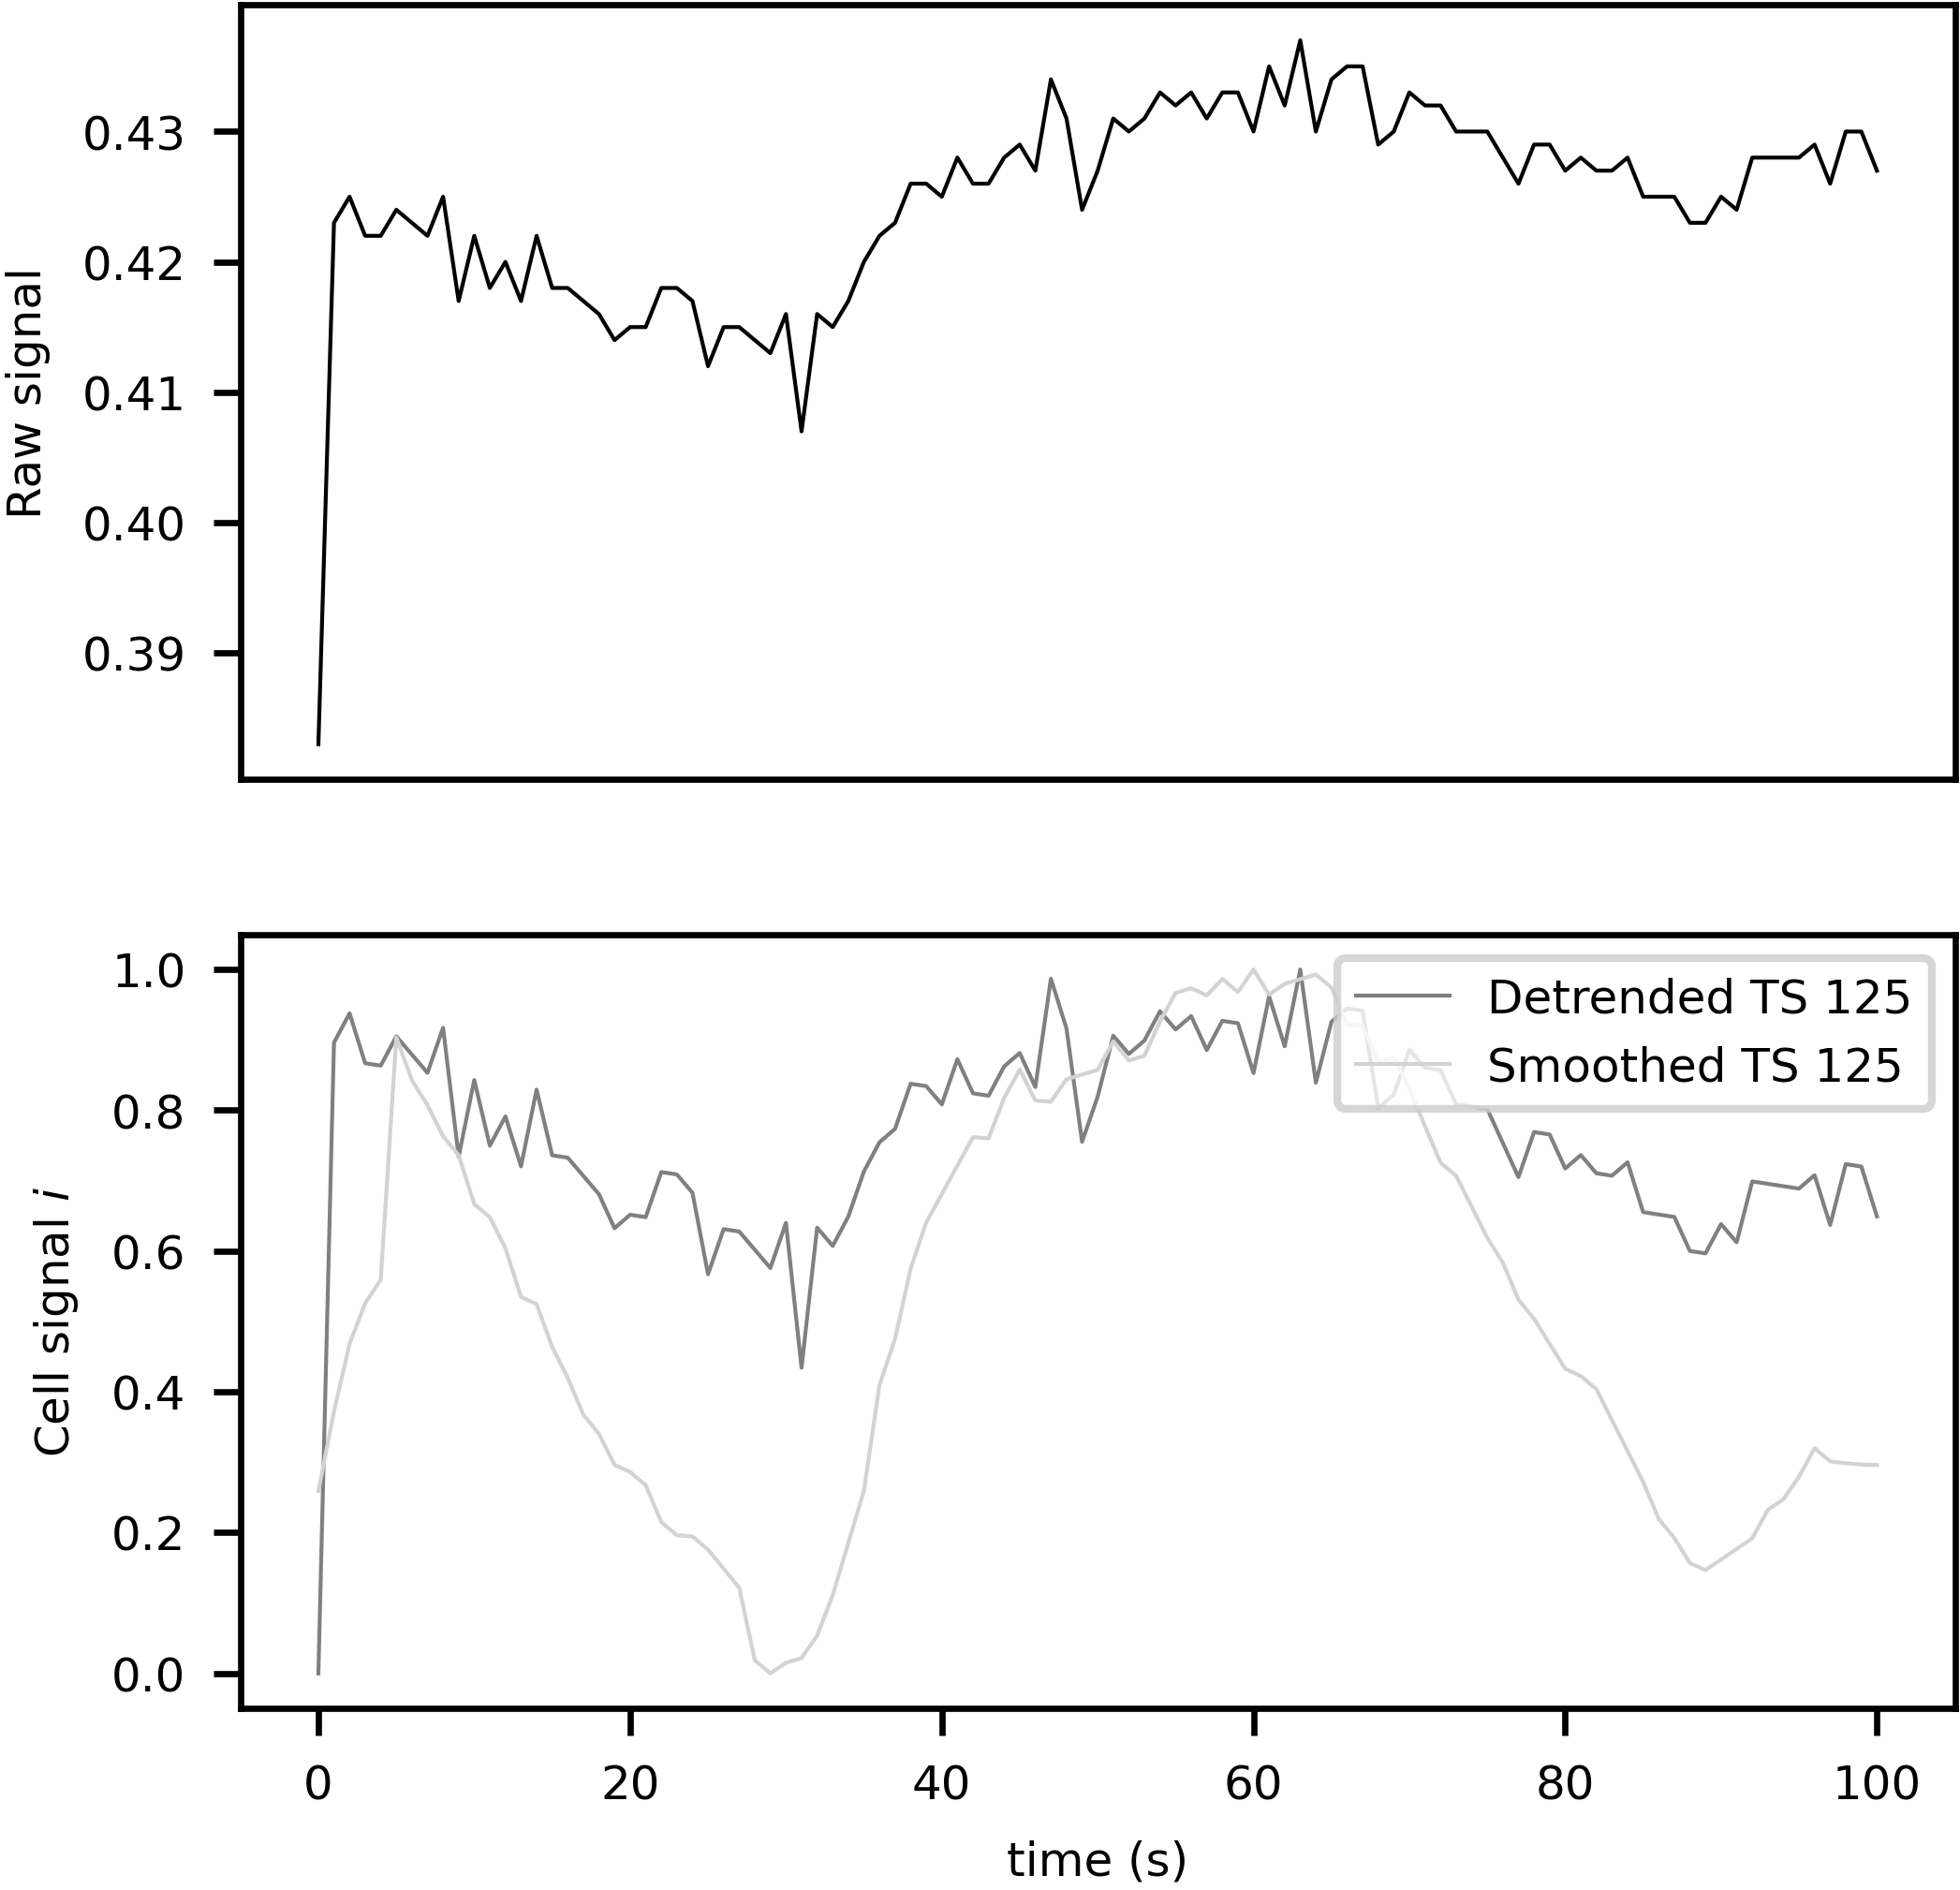 Raw signal
0.43
0.42
0.41
0.40
0.39
Cell signal i
1.0
0.8
0.6
0.4
0.2
0.0
Detrended TS 125
Smoothed TS 125
0 20 40 60 80 100
time (s)